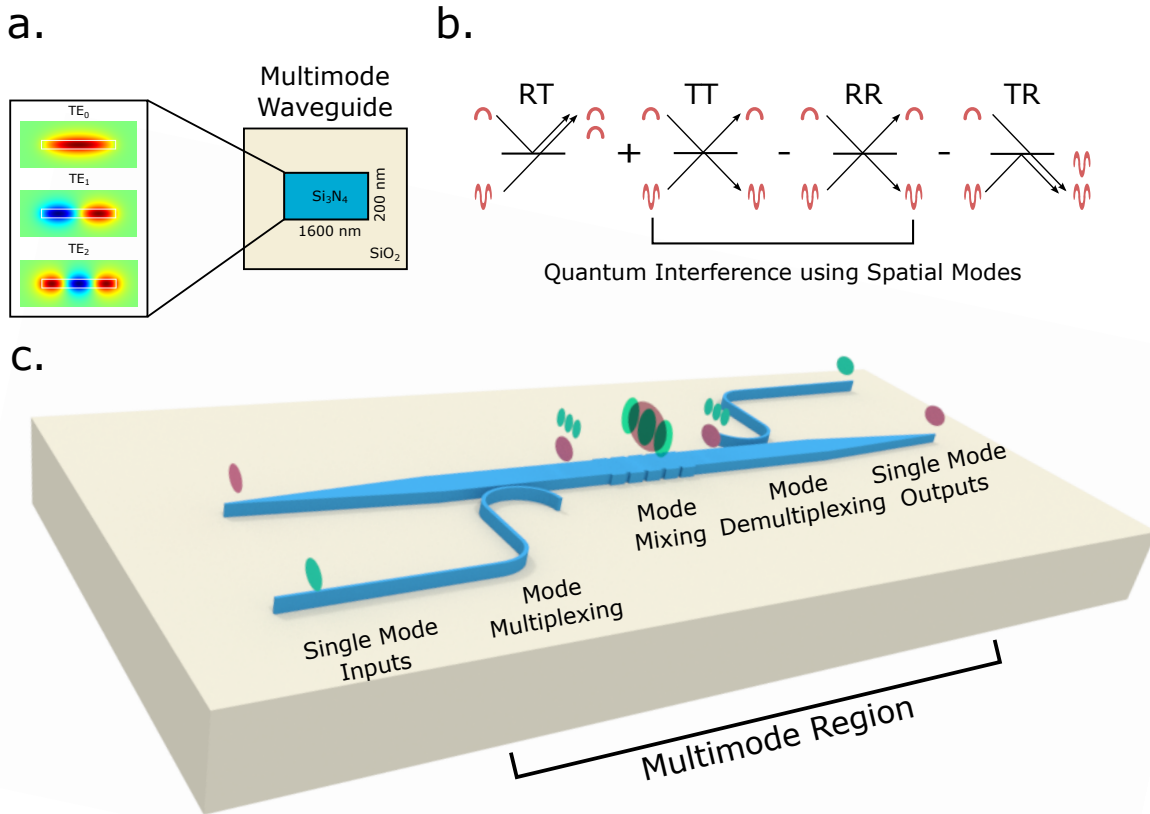 a.
Multimode
Waveguide
TE₀
TE₁
TE₂
Si₃N₄
200 nm
1600 nm
SiO₂
b.
RT TT RR TR
+ - -
Quantum Interference using Spatial Modes
c.
Single Mode
Inputs
Mode
Multiplexing
Mode
Mixing
Mode
Demultiplexing
Single Mode
Outputs
Multimode Region